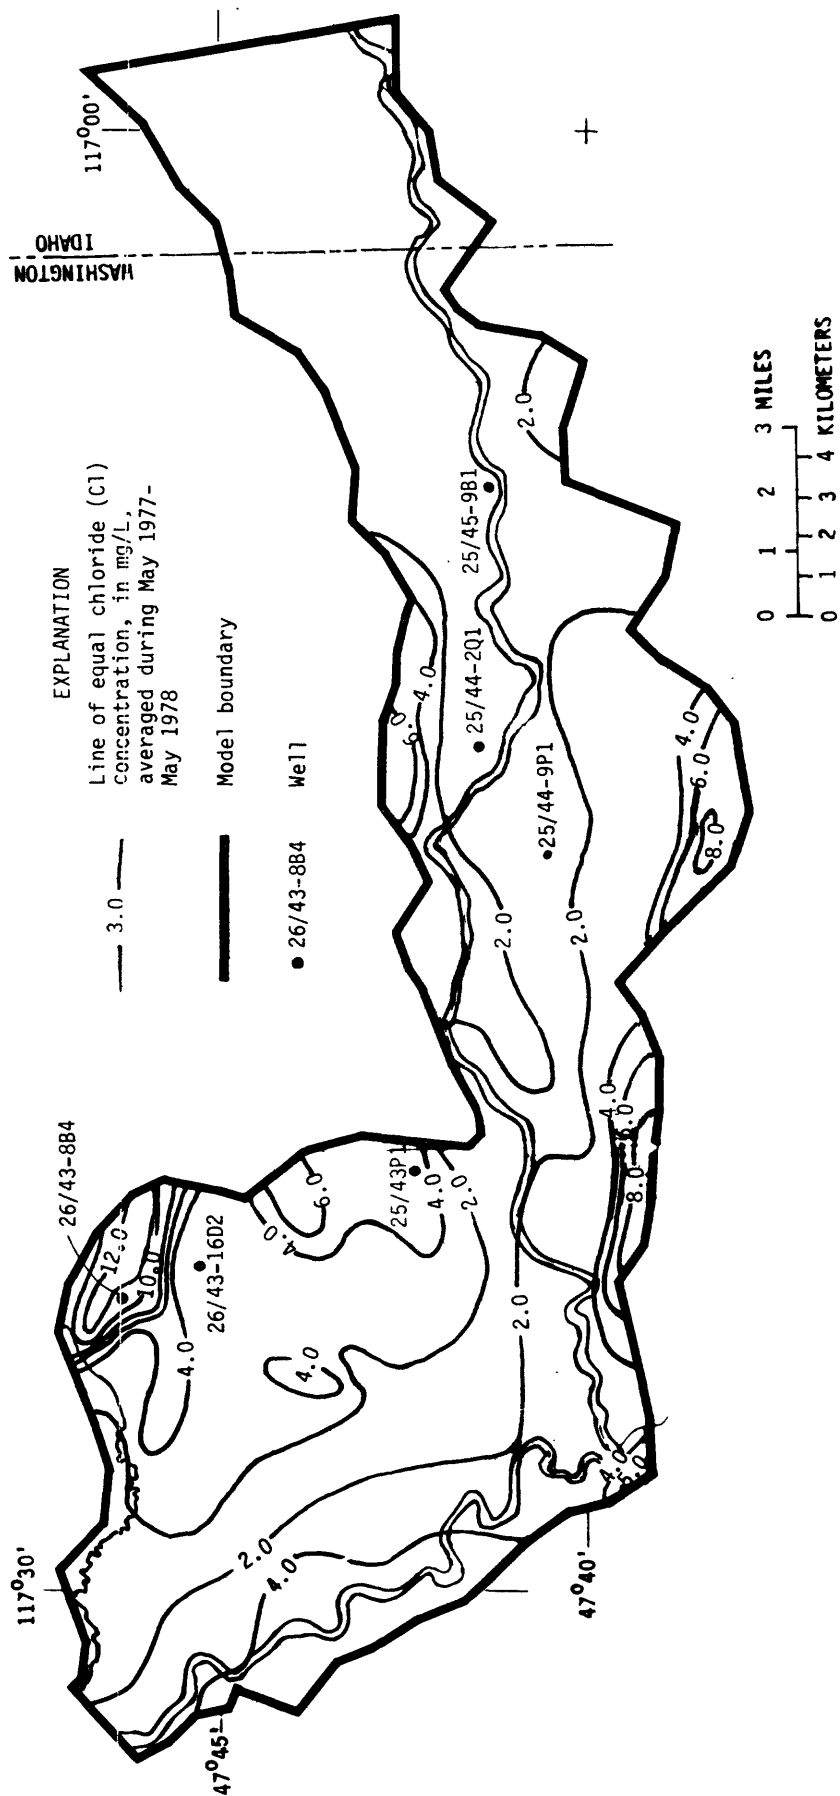 EXPLANATION
3.0
Line of equal chloride (Cl)
concentration, in mg/L,
averaged during May 1977-
May 1978
Model boundary
26/43-8B4
Well
117°30'
117°00'
WASHINGTON
IDAHO
26/43-8B4
12.0
10.0
26/43-16D2
4.0
6.0
4.0
25/43P1
4.0
2.0
4.0
2.0
4.0
2.0
6.0
4.0
25/44-2Q1
25/45-9B1
2.0
25/44-9P1
2.0
2.0
4.0
6.0
8.0
4.0
6.0
8.0
4.0
47°45'
47°40'
0 1 2 3 MILES
0 1 2 3 4 KILOMETERS